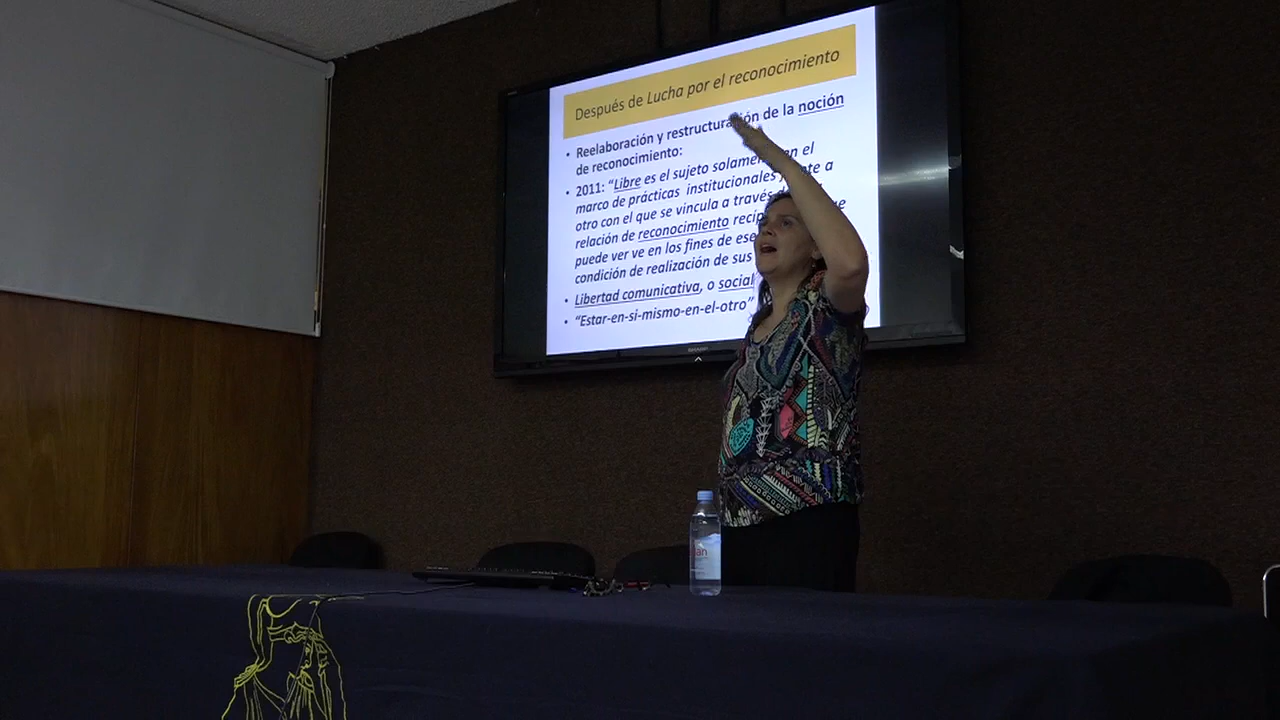 Después de Lucha por el reconocimiento
• Reelaboración y restructuración de la noción
de reconocimiento:
• 2011: "Libre es el sujeto solamente en el
marco de prácticas institucionales a
otro con el que se vincula a través
relación de reconocimiento
puede ver ve en los fines de
condición de realización de sus
• Libertad comunicativa, o social
• "Estar-en-si-mismo-en-el-otro"
SHARP